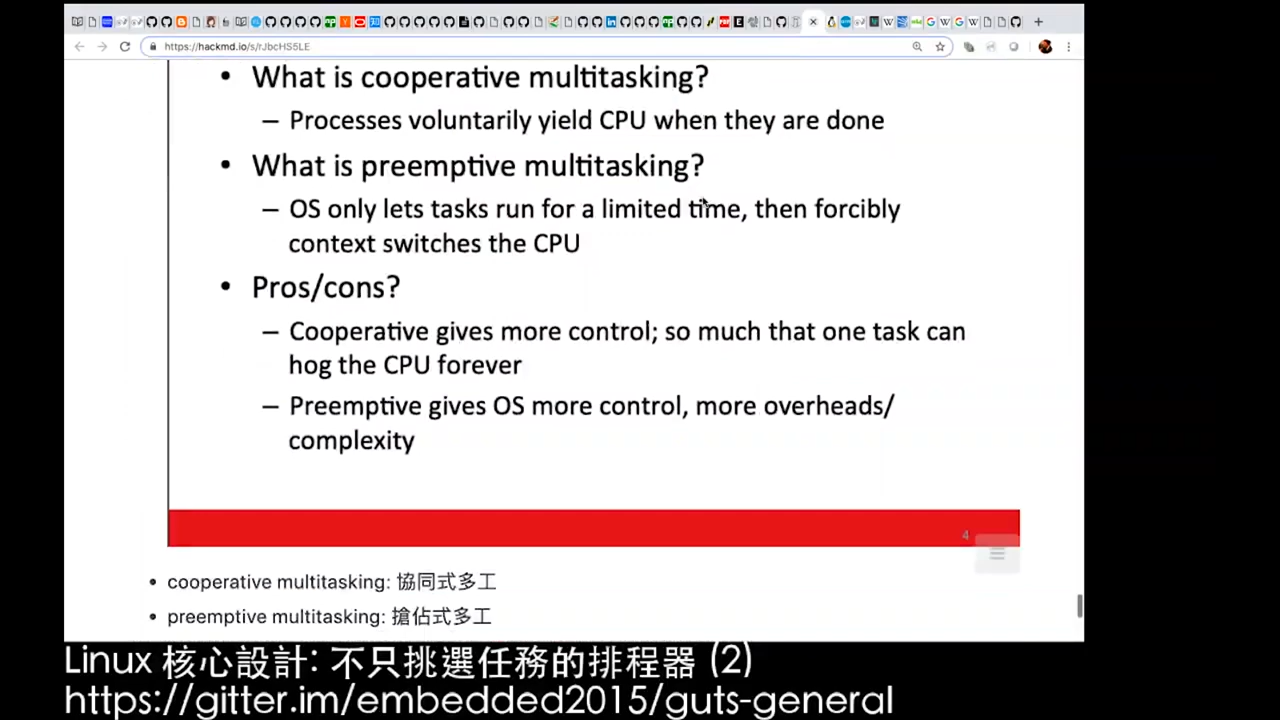 https://hackmd.io/s/rJbcHS5LE
• What is cooperative multitasking?
– Processes voluntarily yield CPU when they are done
• What is preemptive multitasking?
– OS only lets tasks run for a limited time, then forcibly
context switches the CPU
• Pros/cons?
– Cooperative gives more control; so much that one task can
hog the CPU forever
– Preemptive gives OS more control, more overheads/
complexity
4
• cooperative multitasking: 協同式多工
• preemptive multitasking: 搶佔式多工
Linux 核心設計: 不只挑選任務的排程器 (2)
https://gitter.im/embedded2015/guts-general